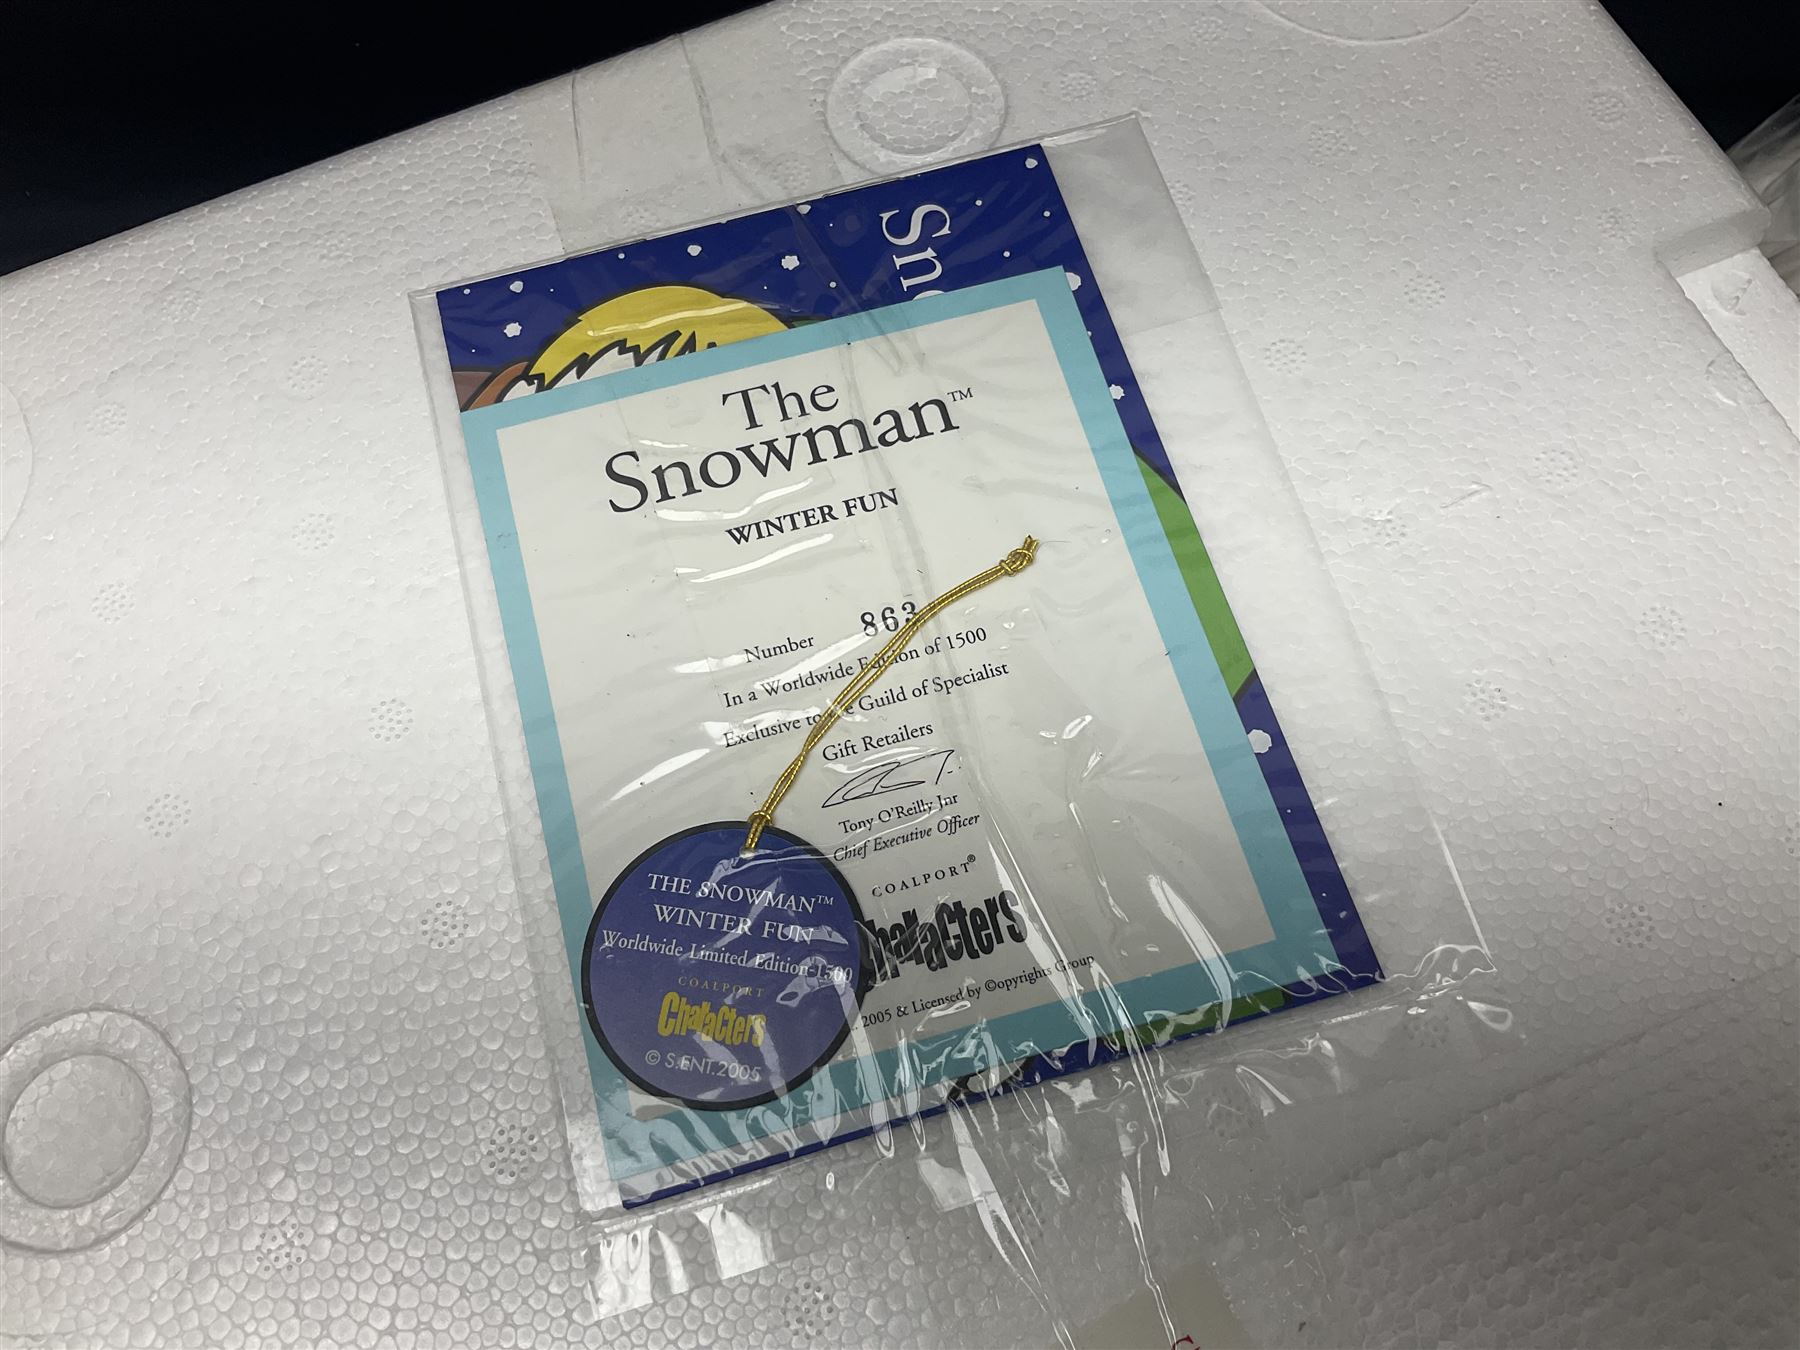 The
Snowman™
WINTER FUN
Number 863
In a Worldwide Edition of 1500
Exclusive to the Guild of Specialist
Gift Retailers
Tony O'Reilly Jnr
Chief Executive Officer
COALPORT®
Characters
2005 & Licensed by ©opyrights Group
THE SNOWMAN™
WINTER FUN
Worldwide Limited Edition-1500
COALPORT
Characters
© S.ENT.2005
Sn